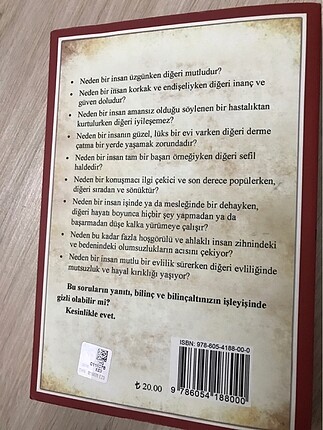 • Neden bir insan üzgünken diğeri mutludur?
• Neden bir insan korkak ve endişeliyken diğeri inanç ve
güven doludur?
• Neden bir insan amansız olduğu söylenen bir hastalıktan
kurtulurken diğeri iyileşemez?
• Neden bir insanın güzel, lüks bir evi varken diğeri derme
çatma bir yerde yaşamak zorundadır?
• Neden bir insan tam bir başarı örneğiyken diğeri sefil
haldedir?
• Neden bir konuşmacı ilgi çekici ve son derece popülerken,
diğeri sıradan ve sönüktür?
• Neden bir insan işinde ya da mesleğinde bir dehayken,
diğeri hayatı boyunca hiçbir şey yapmadan ya da
başarmadan düşe kalka yürümeye çalışır?
• Neden bu kadar fazla hoşgörülü ve ahlaklı insan zihnindeki
ve bedenindeki olumsuzlukların acısını çekiyor?
• Neden bir insan mutlu bir evlilik sürerken diğeri evliliğinde
mutsuzluk ve hayal kırıklığı yaşıyor?
Bu soruların yanıtı, bilinç ve bilinçaltınızın işleyişinde
gizli olabilir mi?
Kesinlikle evet.
ISBN: 978-605-4188-00-0
₺ 20.00
9 786054 188000